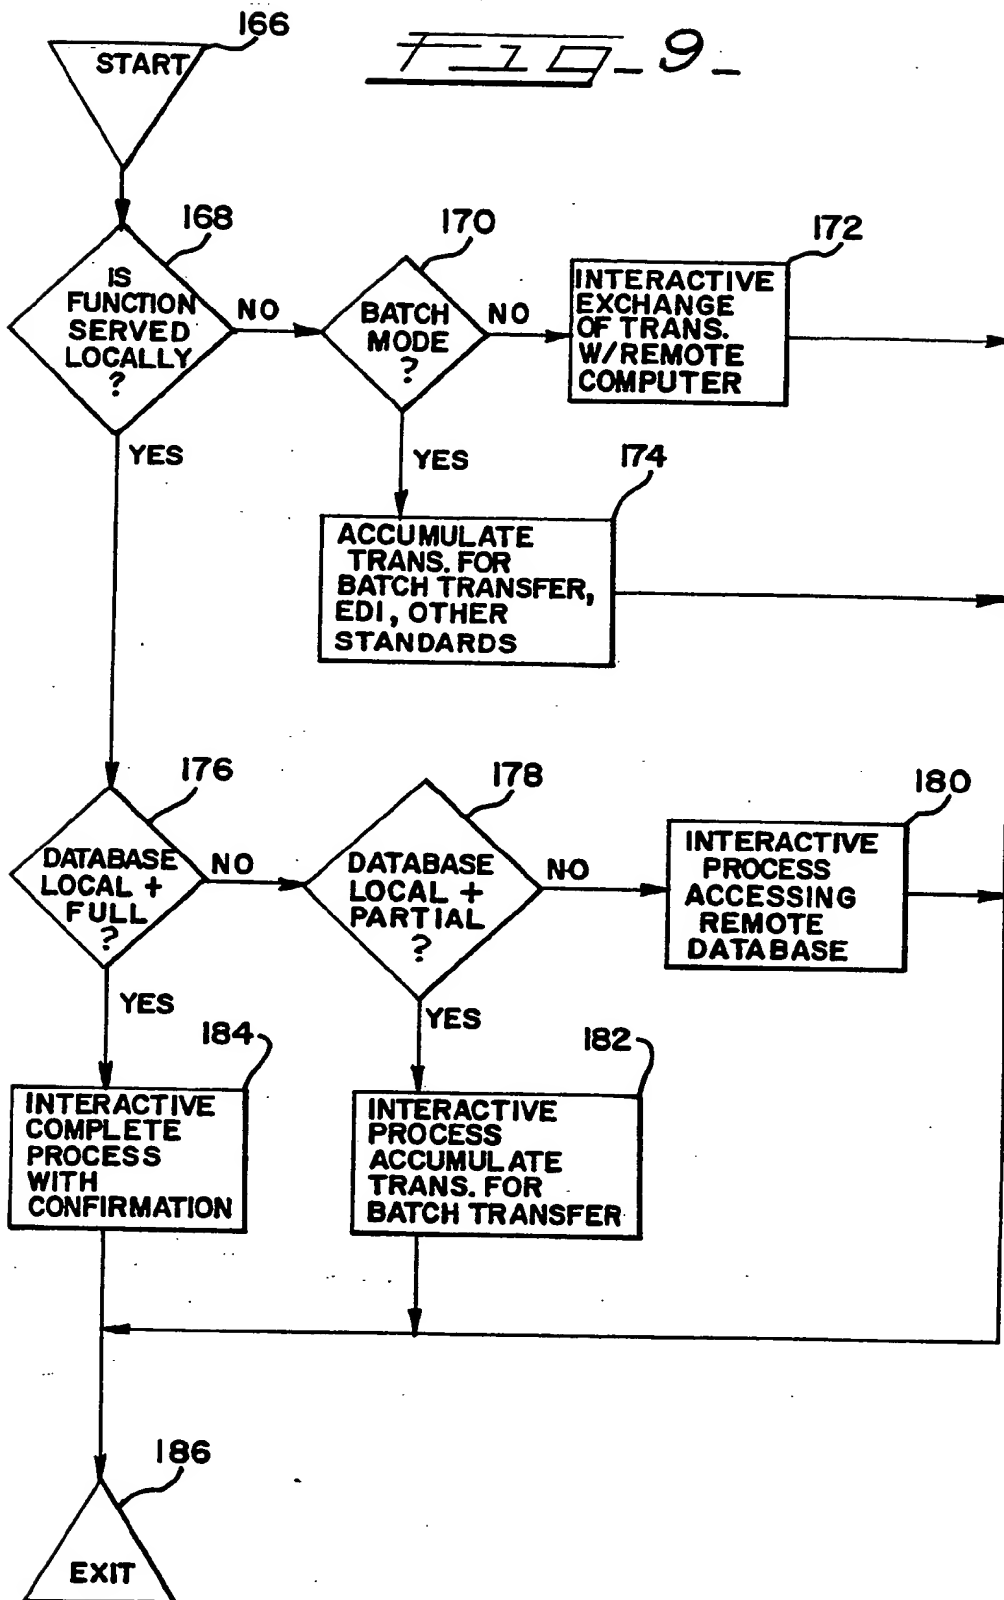 166
START
Fig_9_
168
IS
FUNCTION
SERVED
LOCALLY
?
NO
YES
170
BATCH
MODE
?
NO
YES
172
INTERACTIVE
EXCHANGE
OF TRANS.
W/REMOTE
COMPUTER
174
ACCUMULATE
TRANS. FOR
BATCH TRANSFER,
EDI, OTHER
STANDARDS
176
DATABASE
LOCAL +
FULL
?
NO
YES
178
DATABASE
LOCAL +
PARTIAL
?
NO
YES
180
INTERACTIVE
PROCESS
ACCESSING
REMOTE
DATABASE
184
INTERACTIVE
COMPLETE
PROCESS
WITH
CONFIRMATION
182
INTERACTIVE
PROCESS
ACCUMULATE
TRANS. FOR
BATCH TRANSFER
186
EXIT